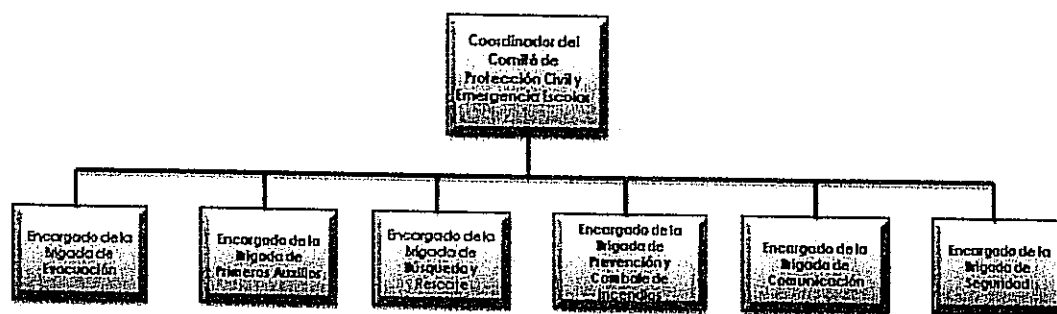 Coordinador del
Comité de
Protección Civil y
Emergencia Escolar
Encargado de la
Brigada de
Evacuación
Encargado de la
Brigada de
Primeros Auxilios
Encargado de la
Brigada de
Búsqueda y
Rescate
Encargado de la
Brigada de
Prevención y
Combate de
Incendios
Encargado de la
Brigada de
Comunicación
Encargado de la
Brigada de
Seguridad